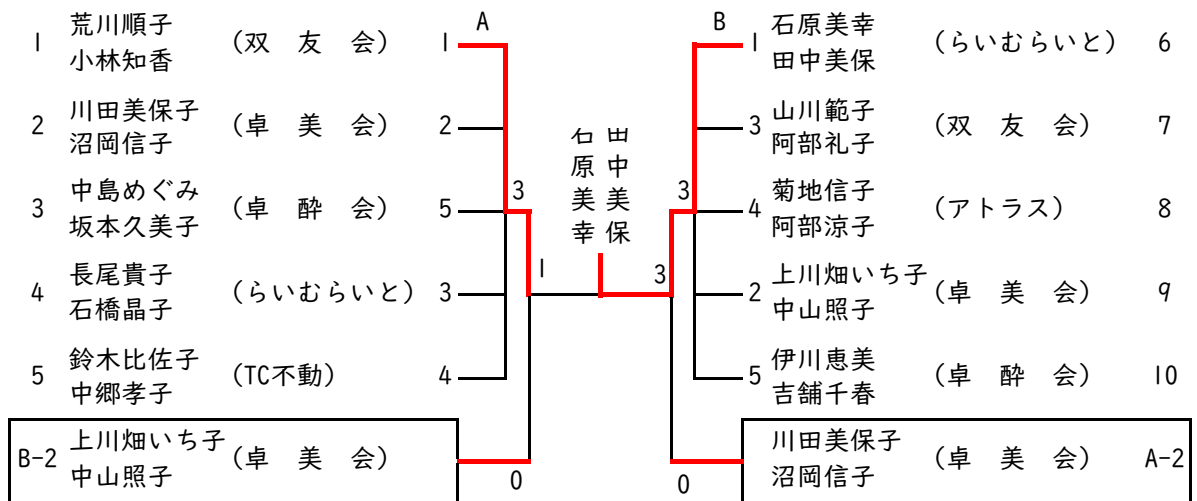 A
B
1 荒川順子 小林知香 (双 友 会) 1
2 川田美保子 沼岡信子 (卓 美 会) 2
3 中島めぐみ 坂本久美子 (卓 酔 会) 5
4 長尾貴子 石橋晶子 (らいむらいと) 3
5 鈴木比佐子 中郷孝子 (TC不動) 4
B-2 上川畑いち子 中山照子 (卓 美 会)
3
1
0
石原美幸
田中美保
3
3
0
1 石原美幸 田中美保 (らいむらいと) 6
3 山川範子 阿部礼子 (双 友 会) 7
4 菊地信子 阿部涼子 (アトラス) 8
2 上川畑いち子 中山照子 (卓 美 会) 9
5 伊川恵美 吉舗千春 (卓 酔 会) 10
川田美保子 沼岡信子 (卓 美 会) A-2